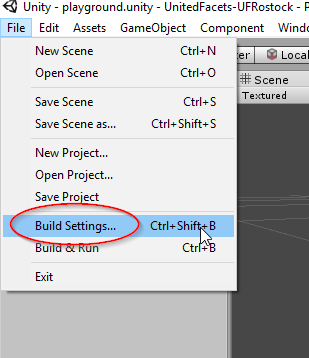 Unity - playground.unity - UnitedFacets-UFRostock - P
File Edit Assets GameObject Component Window
New Scene Ctrl+N
Open Scene Ctrl+O
Save Scene Ctrl+S
Save Scene as... Ctrl+Shift+S
New Project...
Open Project...
Save Project
Build Settings... Ctrl+Shift+B
Build & Run Ctrl+B
Exit
ter Local
Scene
Textured